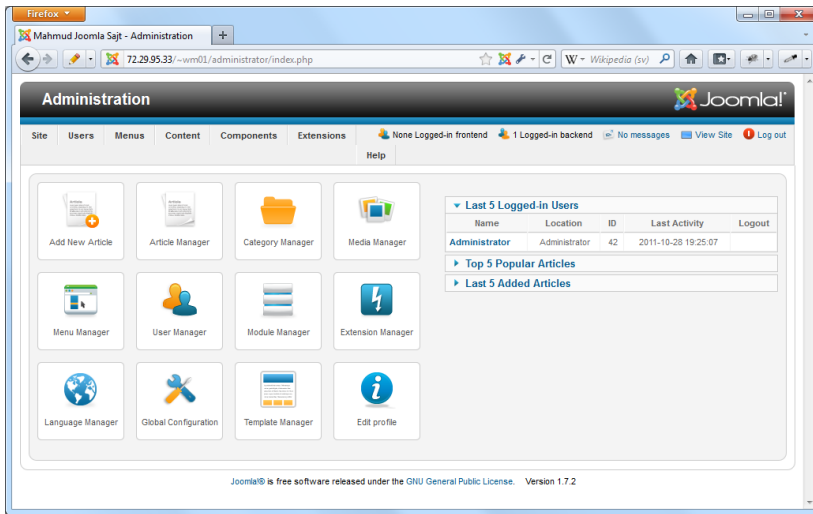 Firefox
Mahmud Joomla Sajt - Administration
72.29.95.33/~wm01/administrator/index.php
W - Wikipedia (sv)
Administration
Joomla!
Site Users Menus Content Components Extensions None Logged-in frontend 1 Logged-in backend No messages View Site Log out
Help
Add New Article Article Manager Category Manager Media Manager
Menu Manager User Manager Module Manager Extension Manager
Language Manager Global Configuration Template Manager Edit profile
Last 5 Logged-in Users
Name Location ID Last Activity Logout
Administrator Administrator 42 2011-10-28 19:25:07
Top 5 Popular Articles
Last 5 Added Articles
Joomla!® is free software released under the GNU General Public License. Version 1.7.2